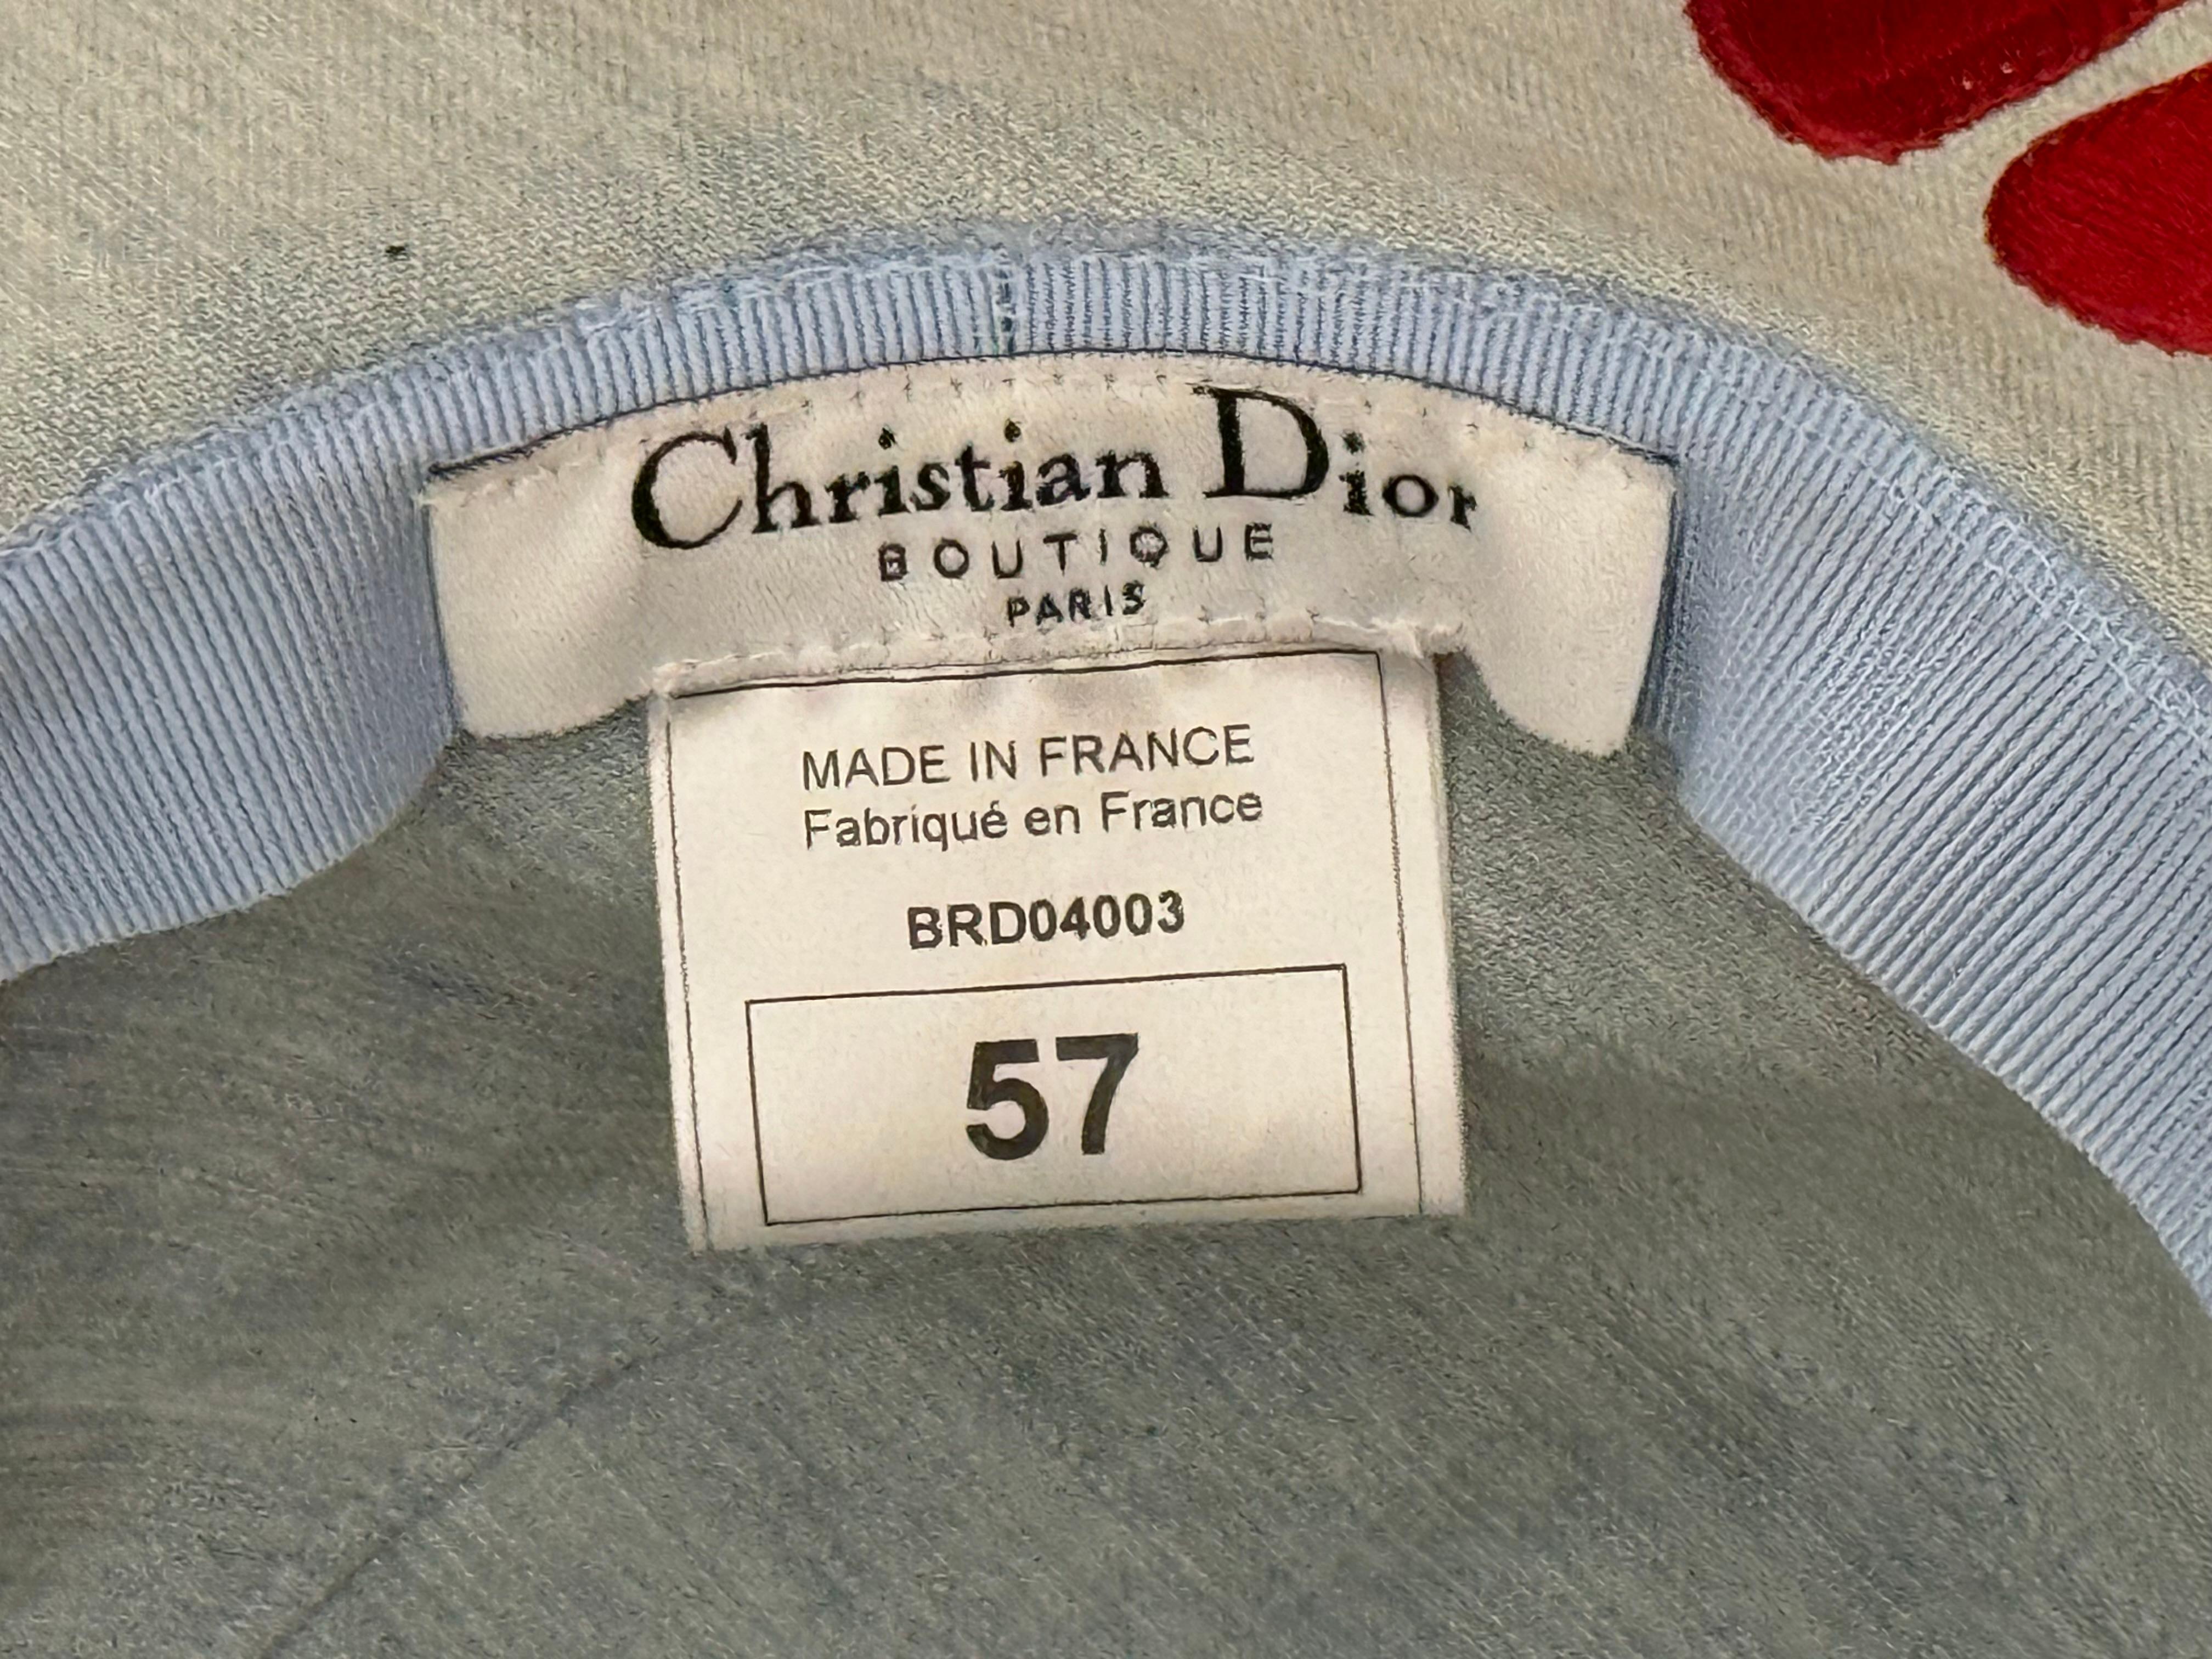 Christian Dior
BOUTIQUE
PARIS
MADE IN FRANCE
Fabriqué en France
BRD04003
57